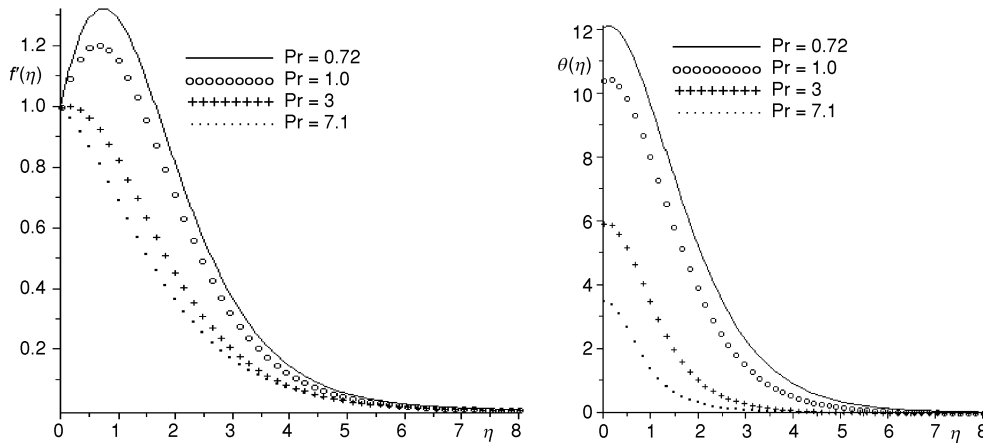 f′(η)
1.2
1.0
0.8
0.6
0.4
0.2
0 1 2 3 4 5 6 7 η 8
Pr = 0.72
Pr = 1.0
Pr = 3
Pr = 7.1
θ(η)
12
10
8
6
4
2
0
0 1 2 3 4 5 6 7 η 8
Pr = 0.72
Pr = 1.0
Pr = 3
Pr = 7.1